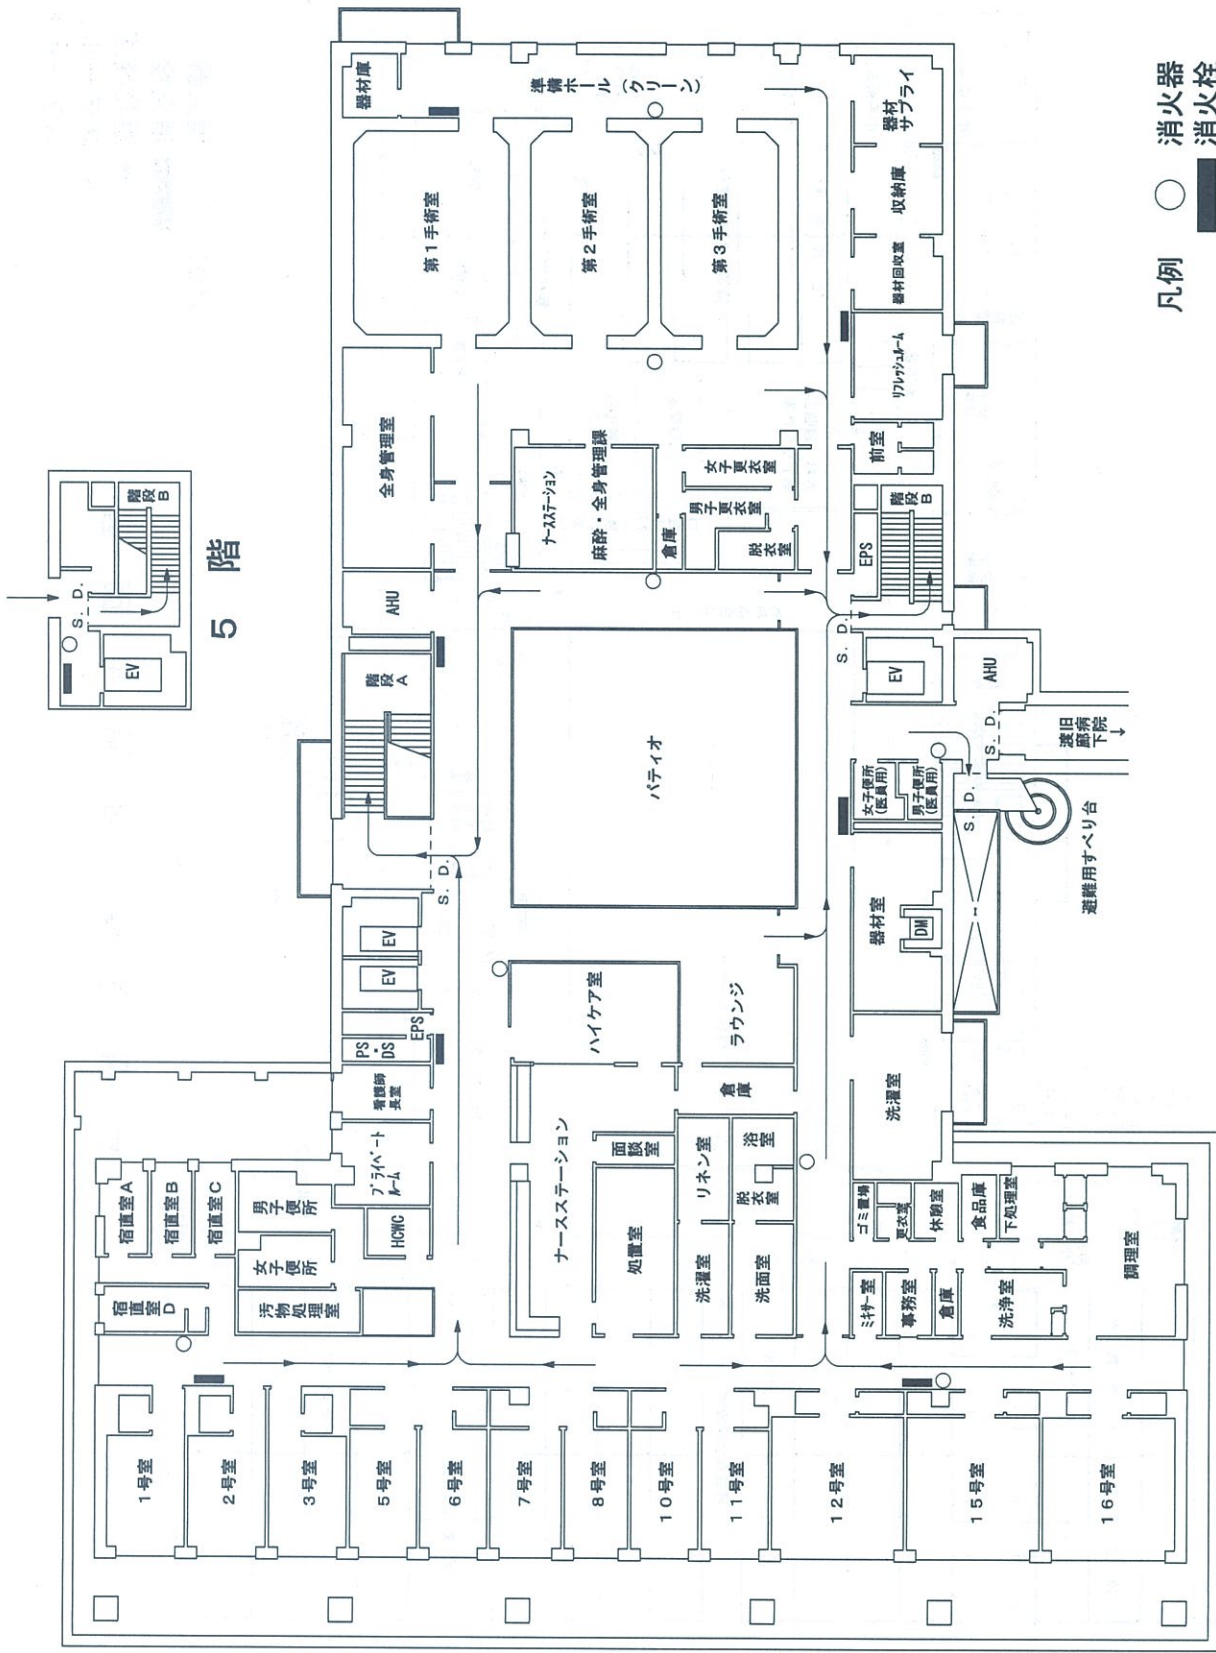 器材庫
準備ホール（クリーン）
器材
サプライ
第1手術室
第2手術室
第3手術室
収納庫
器材回収室
リフレッシュルーム
全身管理室
ナースステーション
麻酔・全身管理課
倉庫
女子更衣室
男子更衣室
脱衣室
前室
階段B
EPS
AHU
階段A
パティオ
S. D.
S. D.
EV
AHU
S. D.
渡り廊下
旧病院
↓
S. D.
女子便所
（医員用）
男子便所
（医員用）
避難用すべり台
器材室
DM
EV
EV
EPS
PS・DS
看護師
長室
プライベート
ルーム
HCWC
ハイケア室
ラウンジ
倉庫
ナースステーション
面談室
処置室
リネン室
浴室
脱衣室
洗濯室
洗面室
洗濯室
ゴミ置場
更衣室
休憩室
食品庫
下処理室
調理室
ミキサー室
事務室
倉庫
洗浄室
宿直室A
宿直室B
宿直室C
宿直室D
男子便所
女子便所
汚物処理室
1号室
2号室
3号室
5号室
6号室
7号室
8号室
10号室
11号室
12号室
15号室
16号室
5 階
階段B
S. D.
EV
凡例
○ 消火器
消火栓